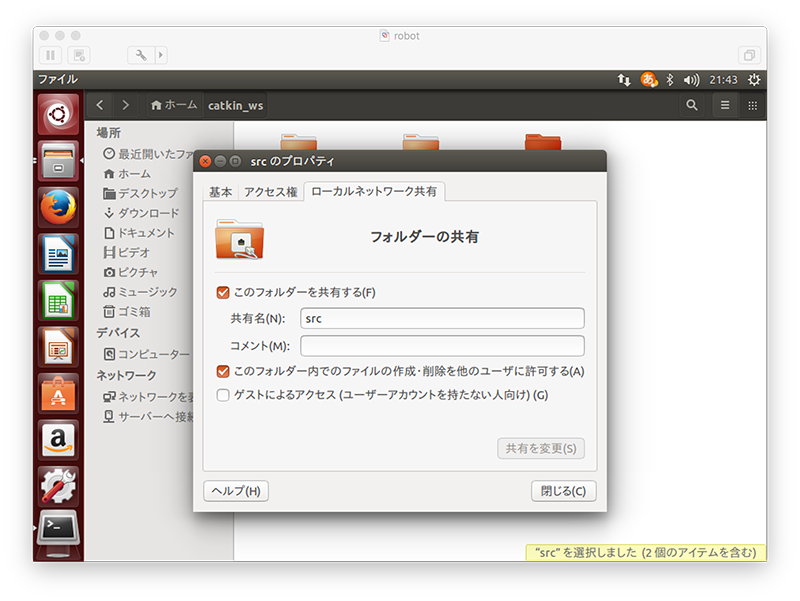 robot
ファイル
あ
21:43
ホーム
catkin_ws
場所
最近開いたファ
ホーム
デスクトップ
ダウンロード
ドキュメント
ビデオ
ピクチャ
ミュージック
ゴミ箱
デバイス
コンピューター
ネットワーク
ネットワークを表
サーバーへ接続
src のプロパティ
基本
アクセス権
ローカルネットワーク共有
フォルダーの共有
このフォルダーを共有する(F)
共有名(N):
src
コメント(M):
このフォルダー内でのファイルの作成・削除を他のユーザに許可する(A)
ゲストによるアクセス (ユーザーアカウントを持たない人向け) (G)
共有を変更(S)
ヘルプ(H)
閉じる(C)
"src" を選択しました (2 個のアイテムを含む)